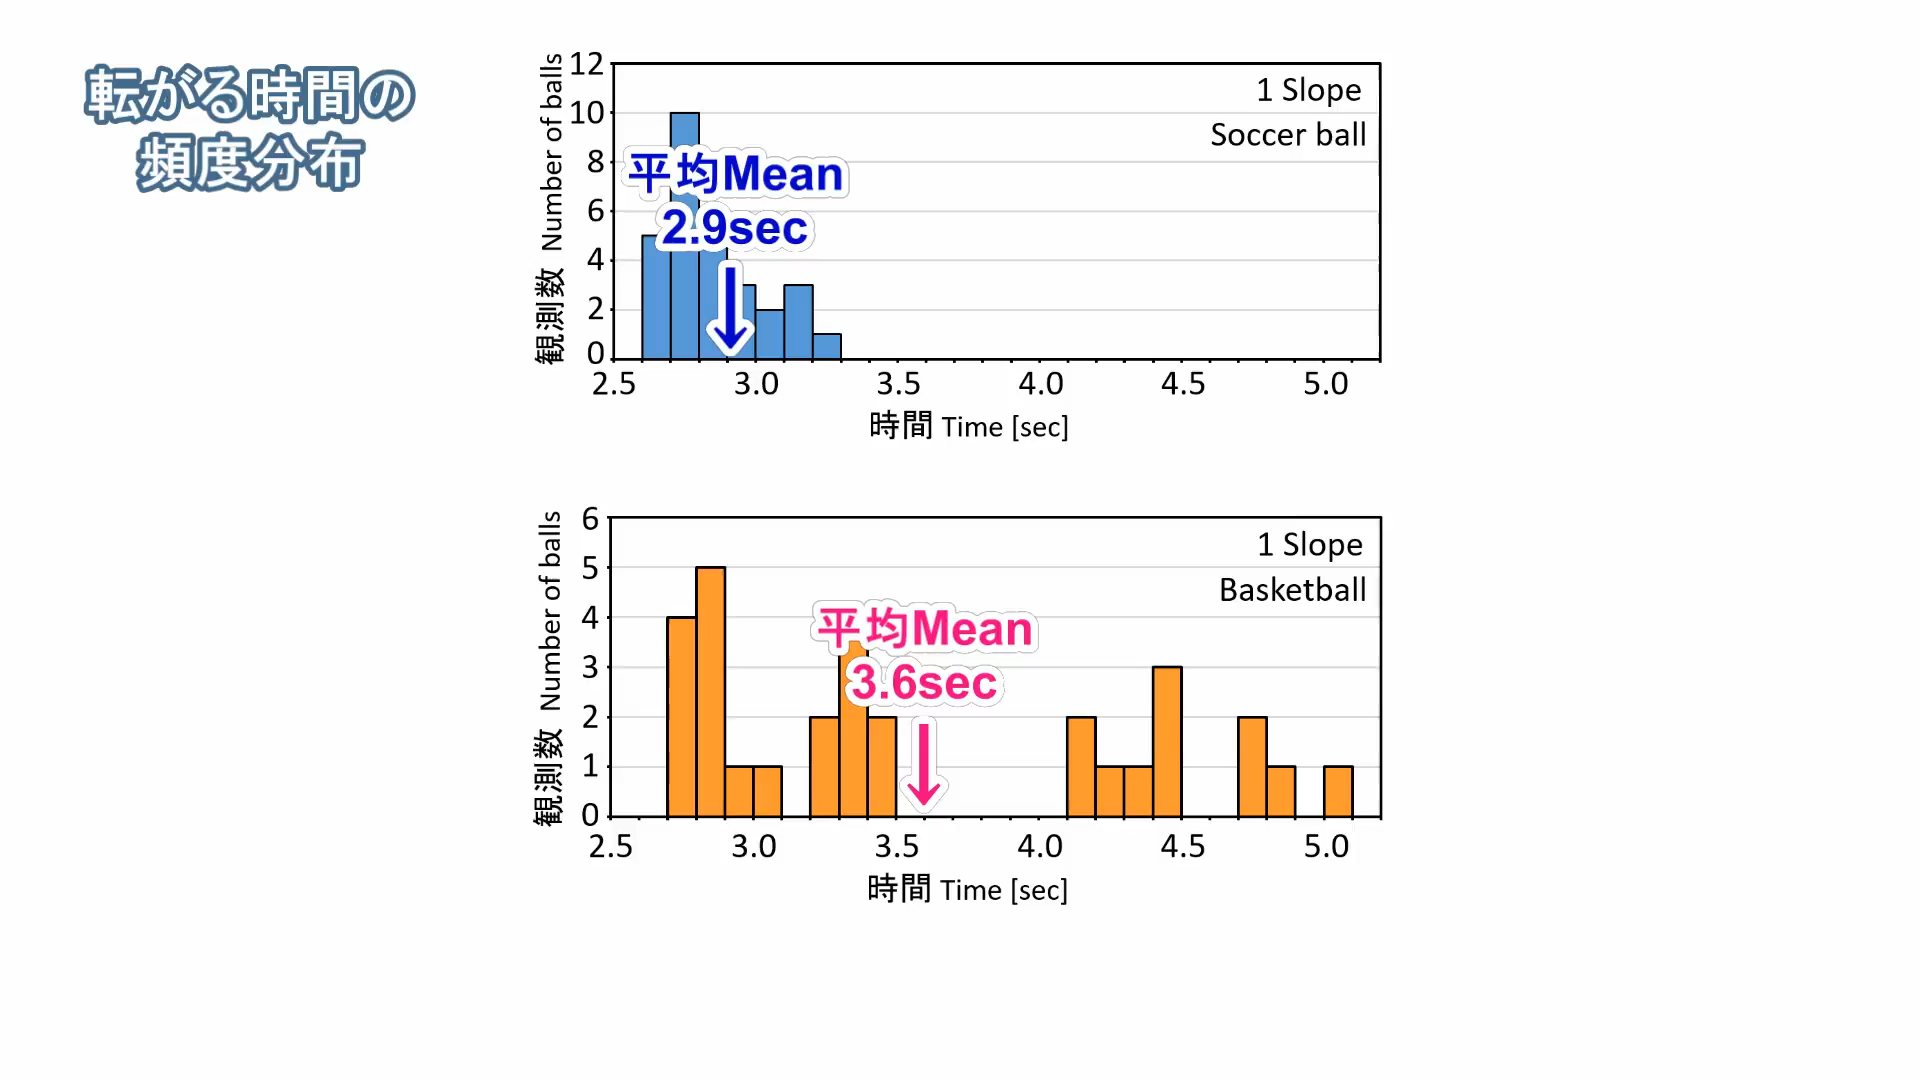 転がる時間の
頻度分布
観測数 Number of balls
12
10
8
6
4
2
0
1 Slope
Soccer ball
平均Mean
2.9sec
2.5 3.0 3.5 4.0 4.5 5.0
時間 Time [sec]
観測数 Number of balls
6
5
4
3
2
1
0
1 Slope
Basketball
平均Mean
3.6sec
2.5 3.0 3.5 4.0 4.5 5.0
時間 Time [sec]